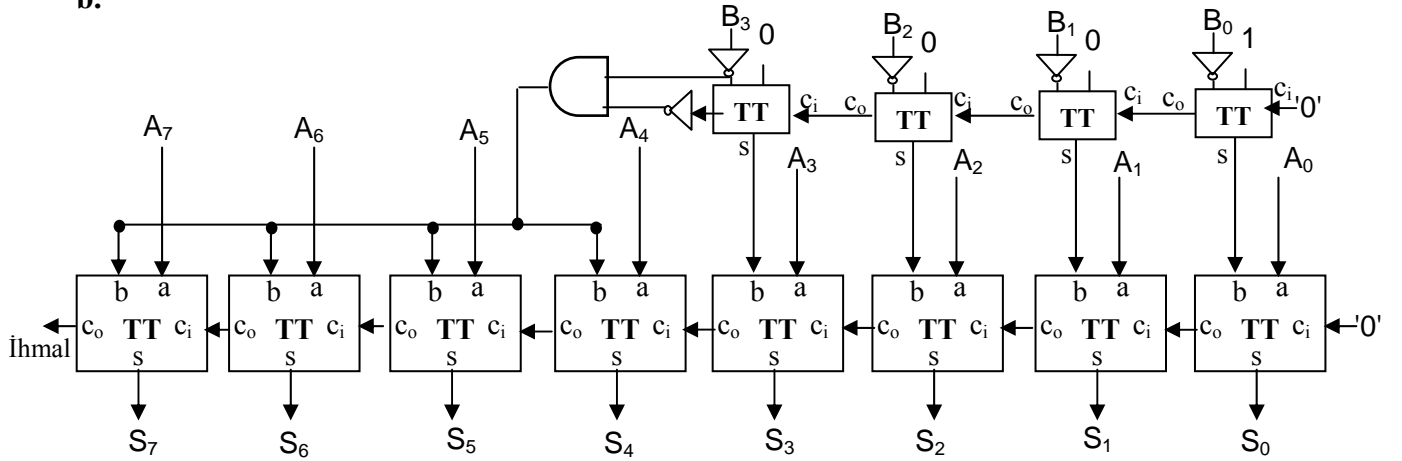 b.
B₃ 0 B₂ 0 B₁ 0 B₀ 1
TT cᵢ cₒ TT cᵢ cₒ TT cᵢ cₒ TT cᵢ '0'
s s s s
A₇ A₆ A₅ A₄ A₃ A₂ A₁ A₀
b a b a b a b a b a b a b a b a
cₒ TT cᵢ cₒ TT cᵢ cₒ TT cᵢ cₒ TT cᵢ cₒ TT cᵢ cₒ TT cᵢ cₒ TT cᵢ cₒ TT cᵢ '0'
İhmal
s s s s s s s s
S₇ S₆ S₅ S₄ S₃ S₂ S₁ S₀